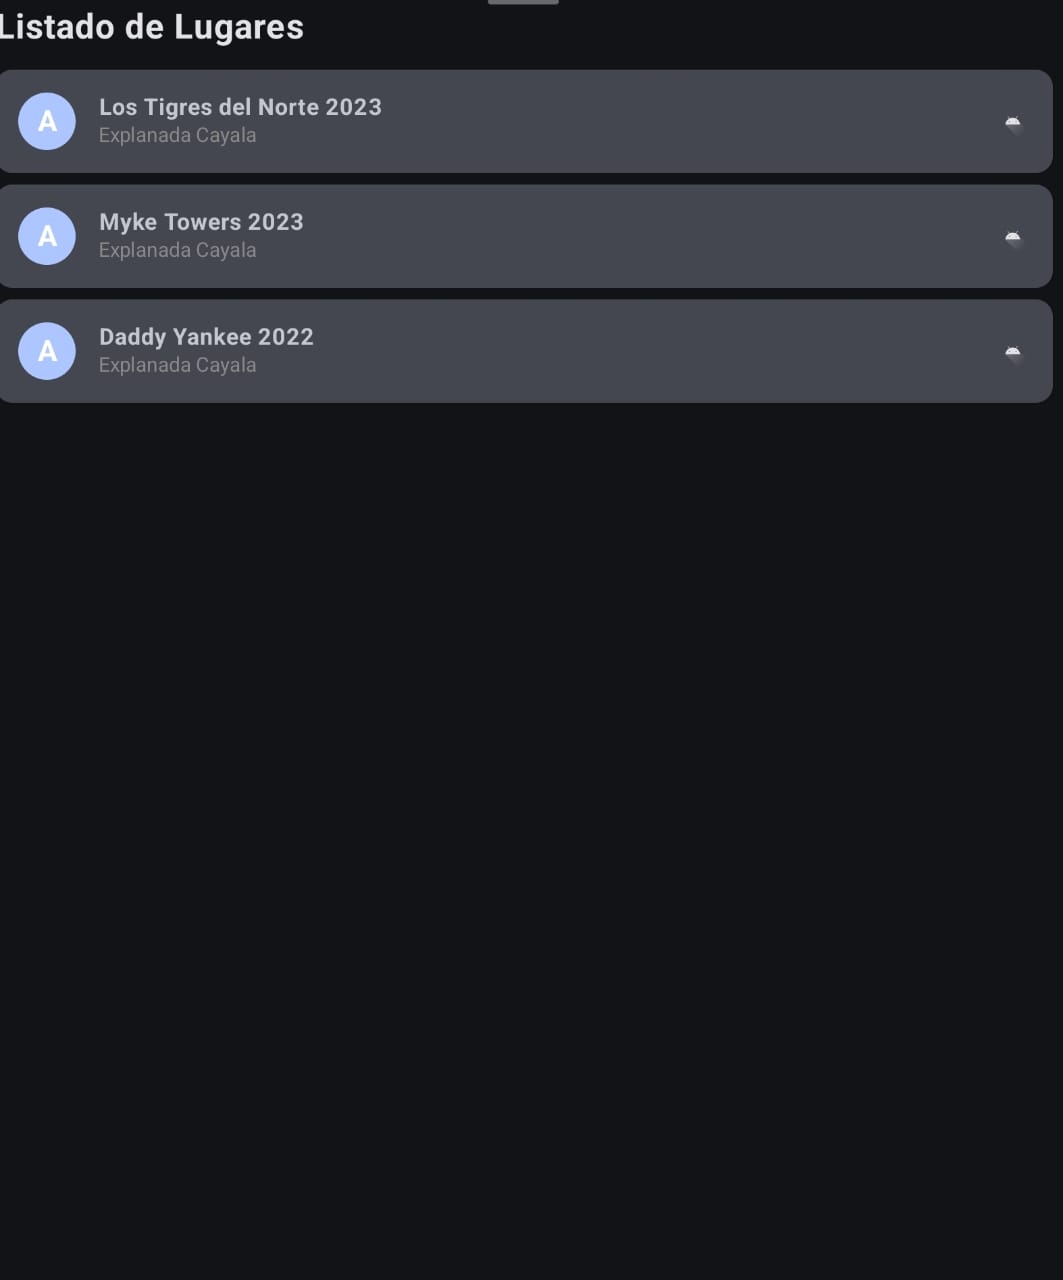 Listado de Lugares
A
Los Tigres del Norte 2023
Explanada Cayala
A
Myke Towers 2023
Explanada Cayala
A
Daddy Yankee 2022
Explanada Cayala